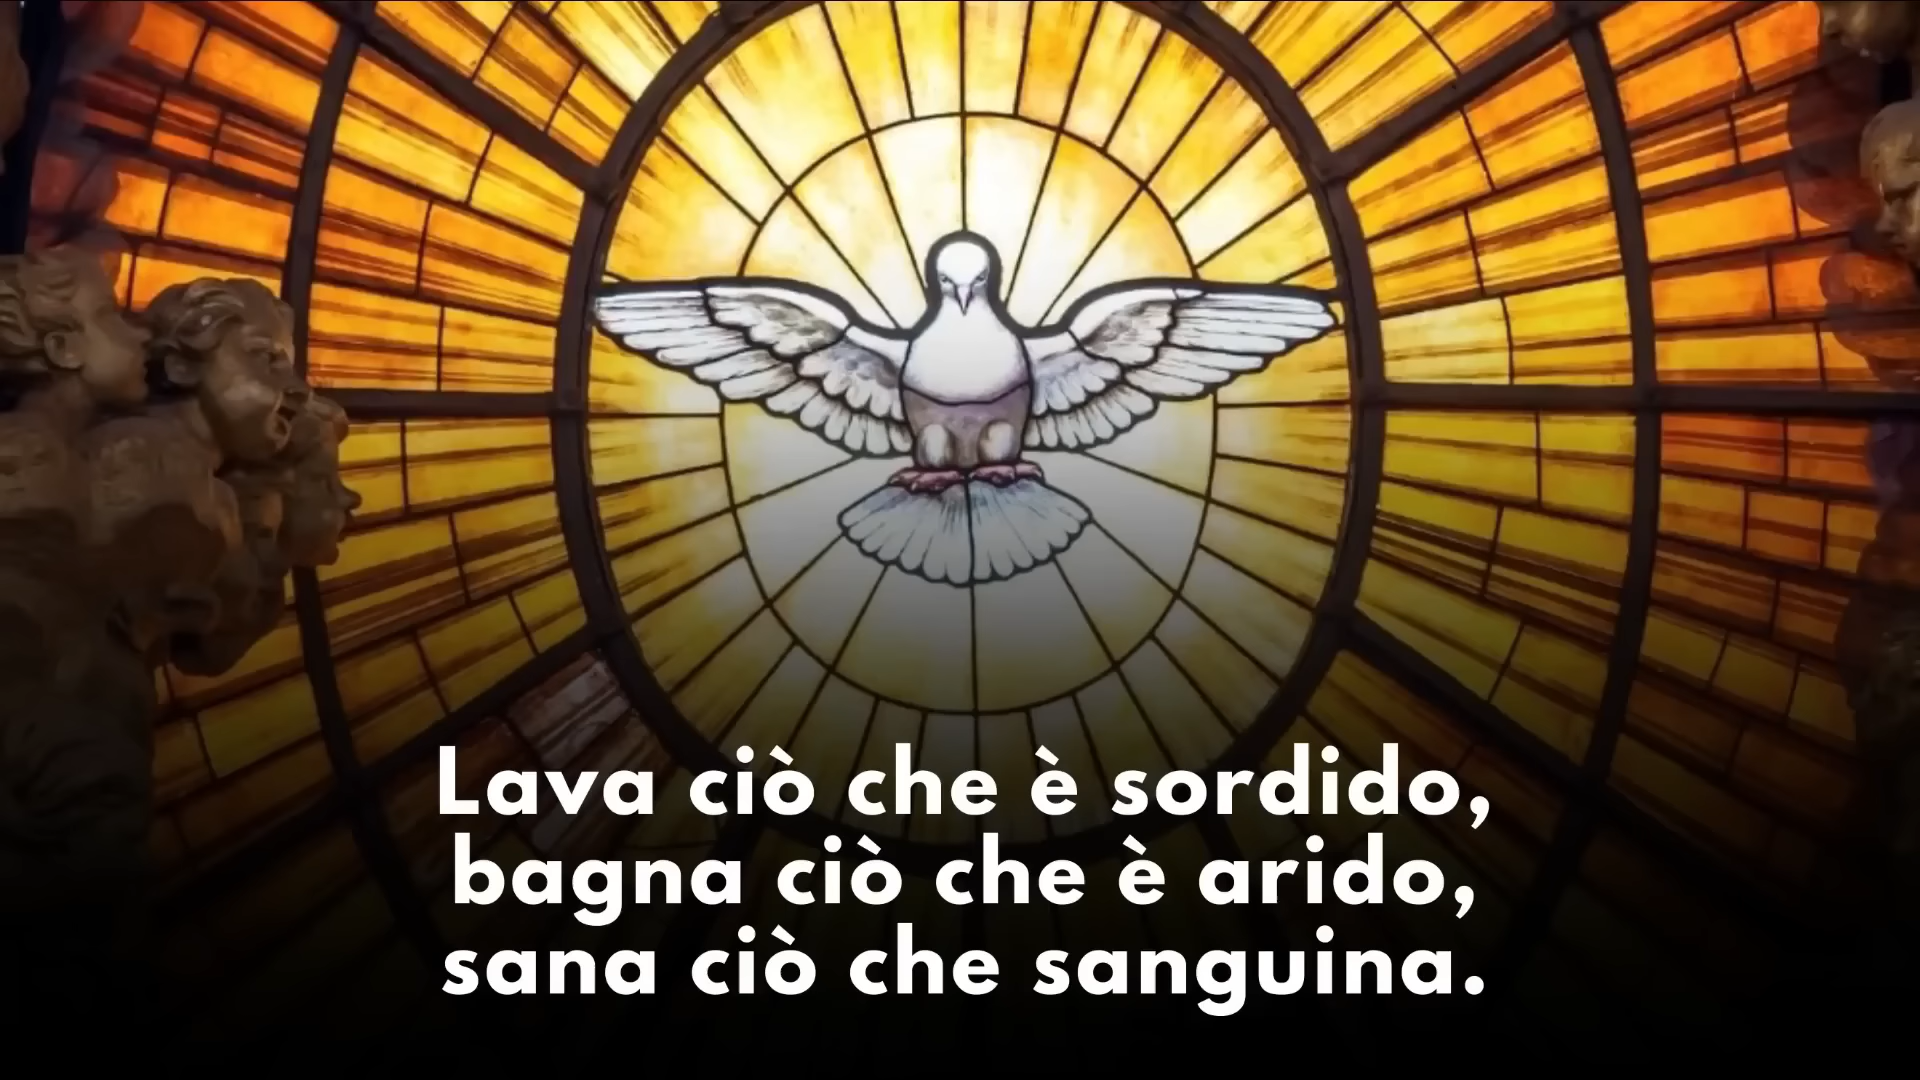 Lava ciò che è sordido,
bagna ciò che è arido,
sana ciò che sanguina.